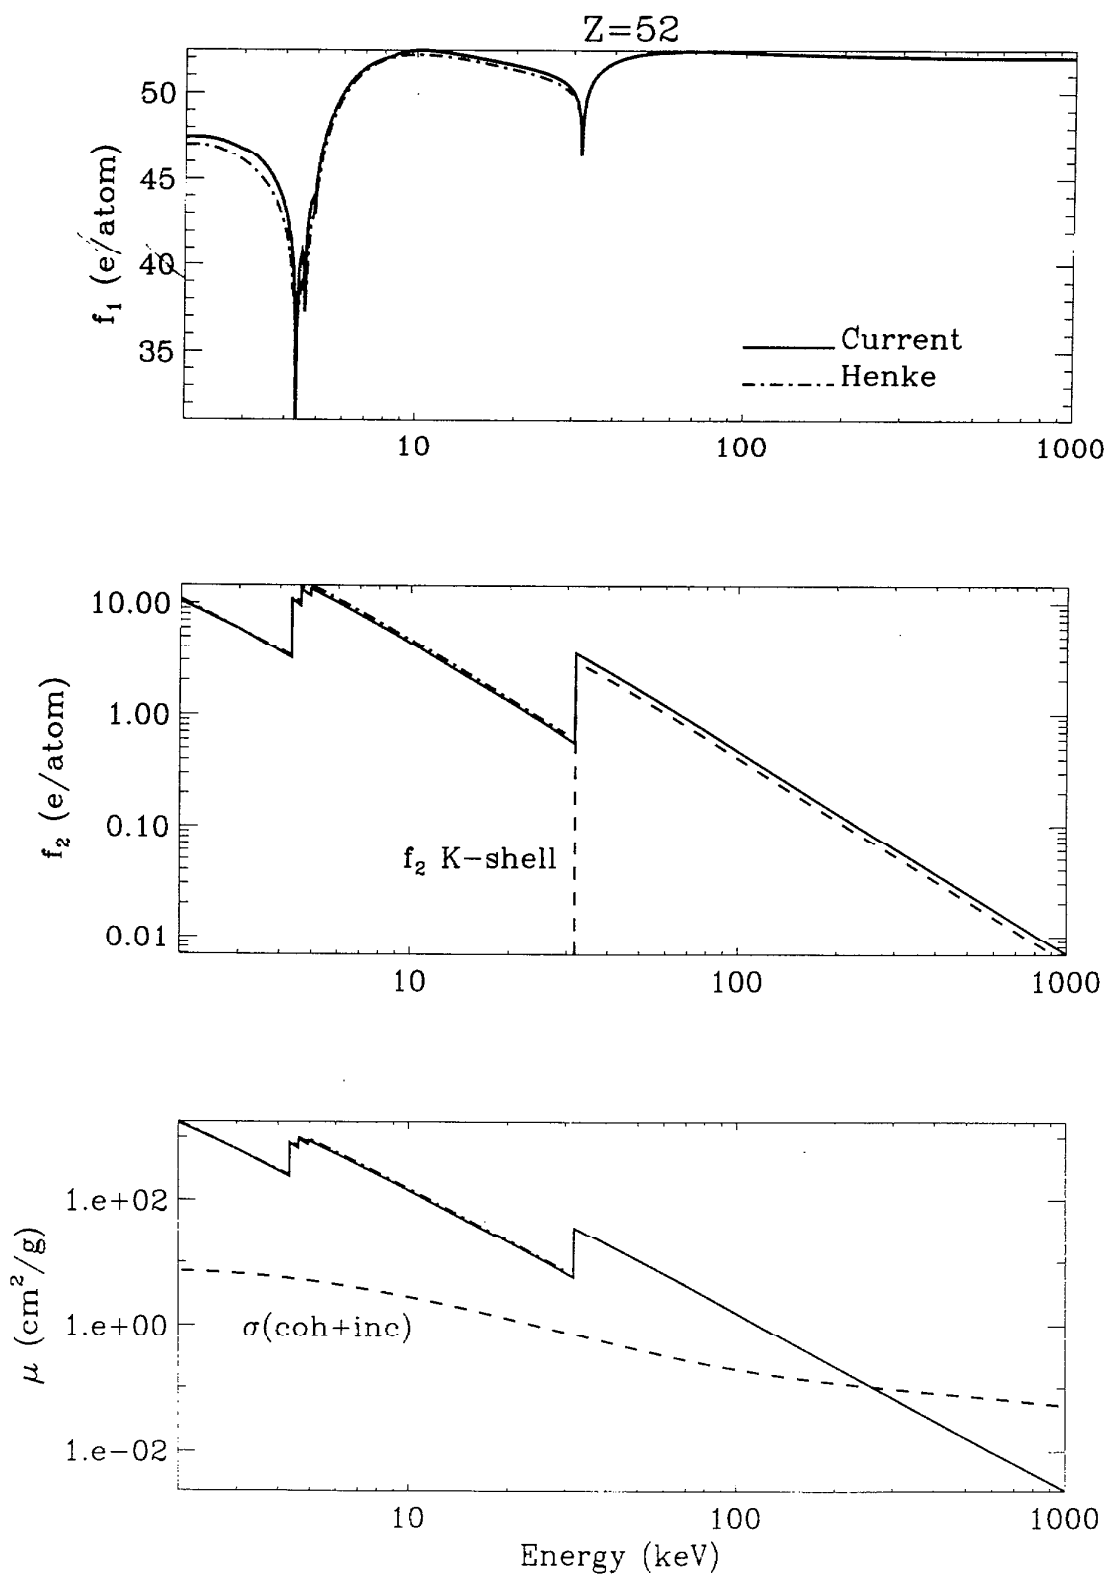 Z=52
f₁ (e/atom)
50
45
40
35
Current
Henke
10
100
1000
f₂ (e/atom)
10.00
1.00
0.10
0.01
f₂ K-shell
10
100
1000
μ (cm²/g)
1.e+02
1.e+00
1.e-02
σ(coh+inc)
10
100
1000
Energy (keV)